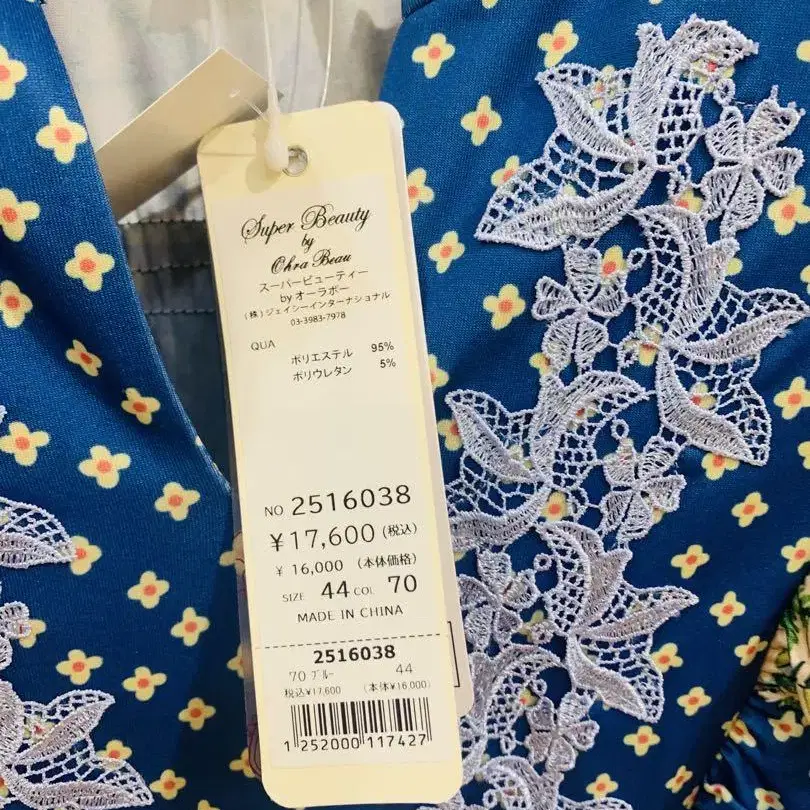 Super Beauty
by
Ohra Beau
スーパービューティー
byオーラボー
(株)ジェイシーインターナショナル
03-3983-7978
QUA
ポリエステル 95%
ポリウレタン 5%
NO 2516038
¥17,600 (税込)
¥ 16,000 (本体価格)
SIZE 44 COL 70
MADE IN CHINA
2516038
70 ブルー 44
税込¥17,600 (本体¥16,000)
1 252000 117427